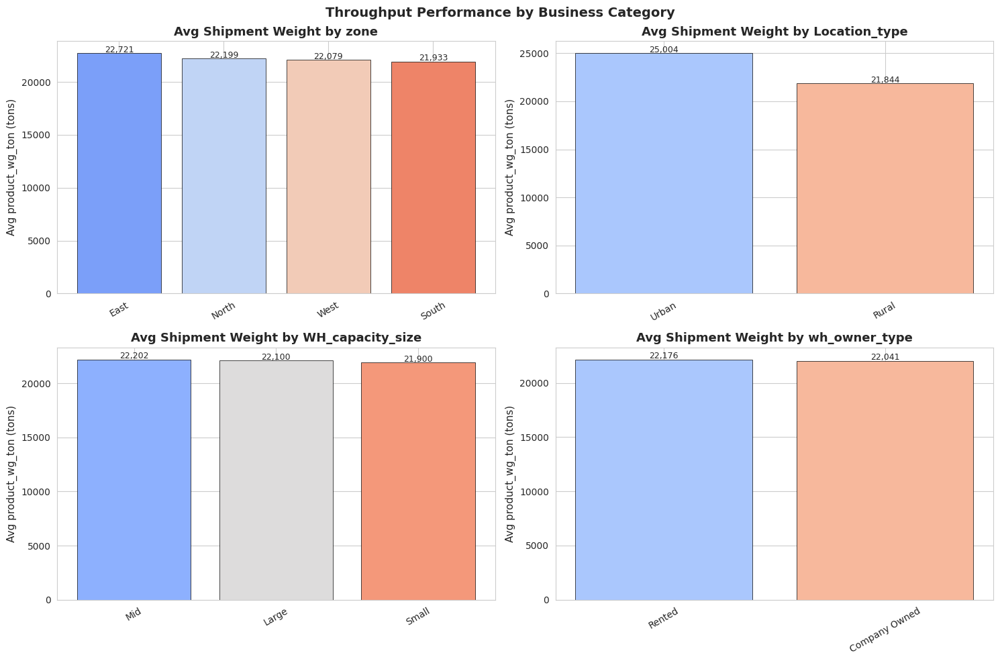 Throughput Performance by Business Category
Avg Shipment Weight by zone
Avg product_wg_ton (tons)
20000
15000
10000
5000
0
22,721
22,199
22,079
21,933
East
North
West
South
Avg Shipment Weight by Location_type
Avg product_wg_ton (tons)
25000
20000
15000
10000
5000
0
25,004
21,844
Urban
Rural
Avg Shipment Weight by WH_capacity_size
Avg product_wg_ton (tons)
20000
15000
10000
5000
0
22,202
22,100
21,900
Mid
Large
Small
Avg Shipment Weight by wh_owner_type
Avg product_wg_ton (tons)
20000
15000
10000
5000
0
22,176
22,041
Rented
Company Owned